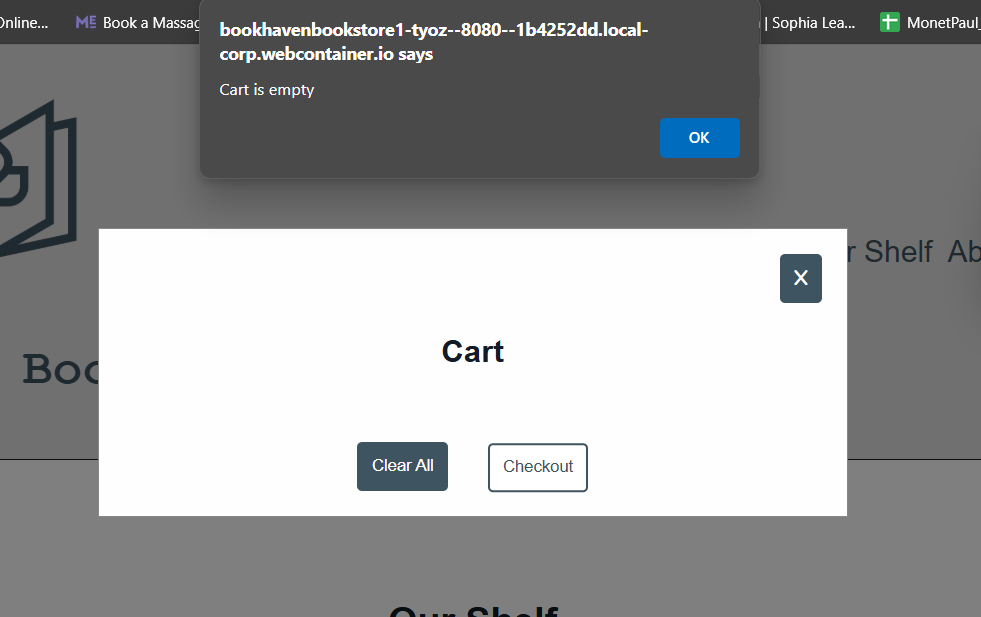 Online...
ME Book a Massag
| Sophia Lea...
MonetPaul_
bookhavenbookstore1-tyoz--8080--1b4252dd.local-
corp.webcontainer.io says
Cart is empty
OK
r Shelf Ab
X
Cart
Boo
Clear All
Checkout
Our Shelf